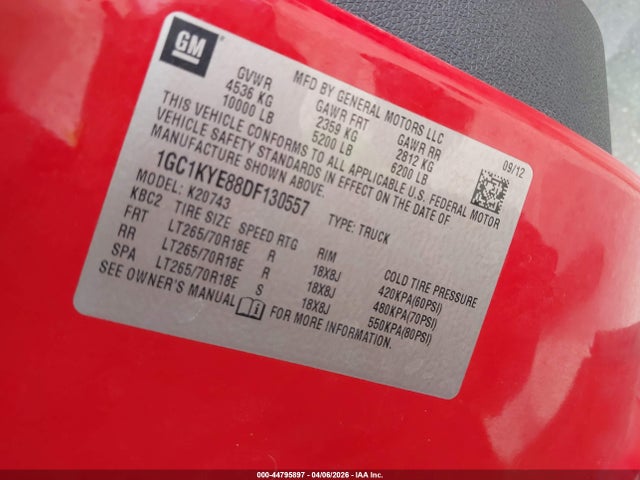 GM
MFD BY GENERAL MOTORS LLC
GVWR GAWR FRT GAWR RR
4536 KG 2359 KG 2812 KG
10000 LB 5200 LB 6200 LB
09/12
THIS VEHICLE CONFORMS TO ALL APPLICABLE U.S. FEDERAL MOTOR
VEHICLE SAFETY STANDARDS IN EFFECT ON THE DATE OF
MANUFACTURE SHOWN ABOVE.
1GC1KYE88DF130557
TYPE: TRUCK
MODEL: K20743
KBC2 TIRE SIZE SPEED RTG RIM COLD TIRE PRESSURE
FRT LT265/70R18E R 18X8J 420KPA(60PSI)
RR LT265/70R18E R 18X8J 480KPA(70PSI)
SPA LT265/70R18E S 18X8J 550KPA(80PSI)
SEE OWNER'S MANUAL FOR MORE INFORMATION.
000-44795897 - 04/06/2026 - IAA Inc.